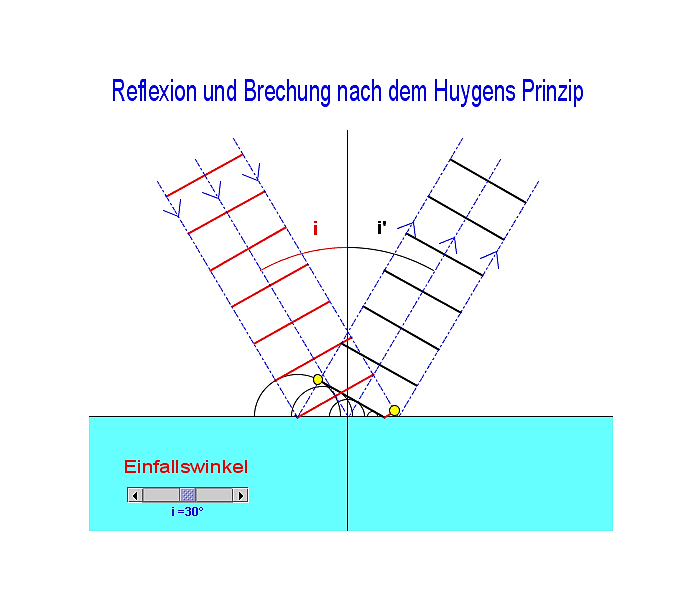 Reflexion und Brechung nach dem Huygens Prinzip
i
i'
Einfallswinkel
i =30°